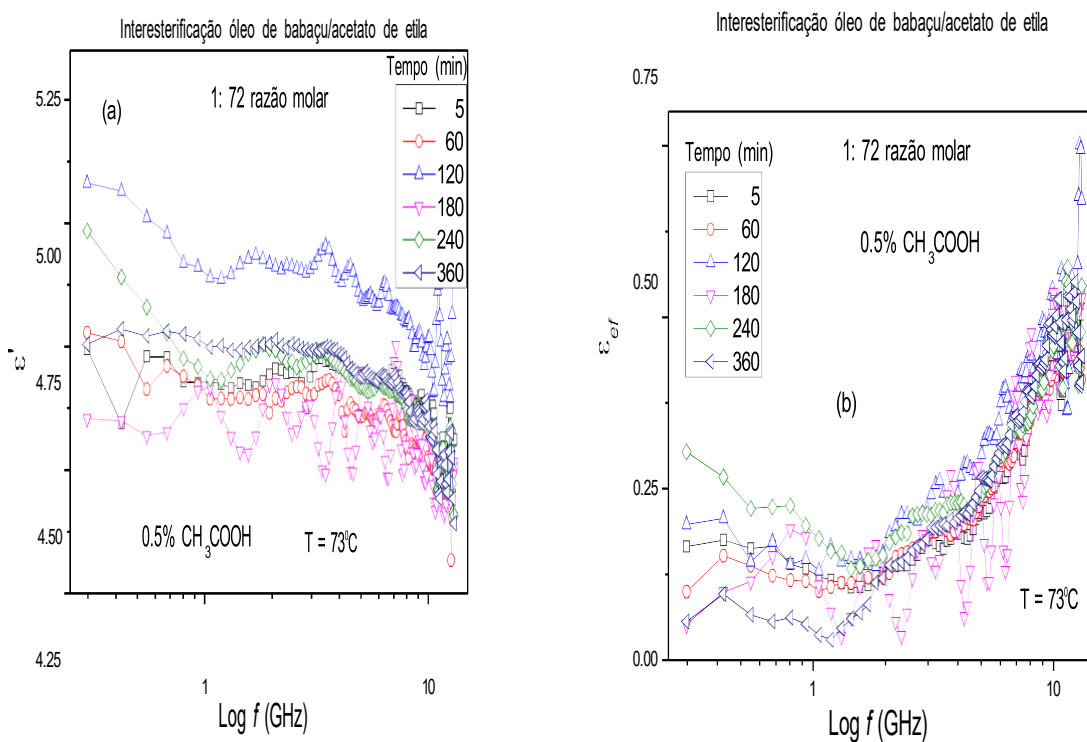 Interesterificação óleo de babaçu/acetato de etila
5.25
5.00
4.75
4.50
4.25
ε'
(a)
1: 72 razão molar
Tempo (min)
5
60
120
180
240
360
0.5% CH3COOH
T = 73⁰C
1
10
Log f (GHz)
Interesterificação óleo de babaçu/acetato de etila
0.75
0.50
0.25
0.00
ε ef
Tempo (min)
5
60
120
180
240
360
1: 72 razão molar
0.5% CH3COOH
(b)
T = 73⁰C
1
10
Log f (GHz)